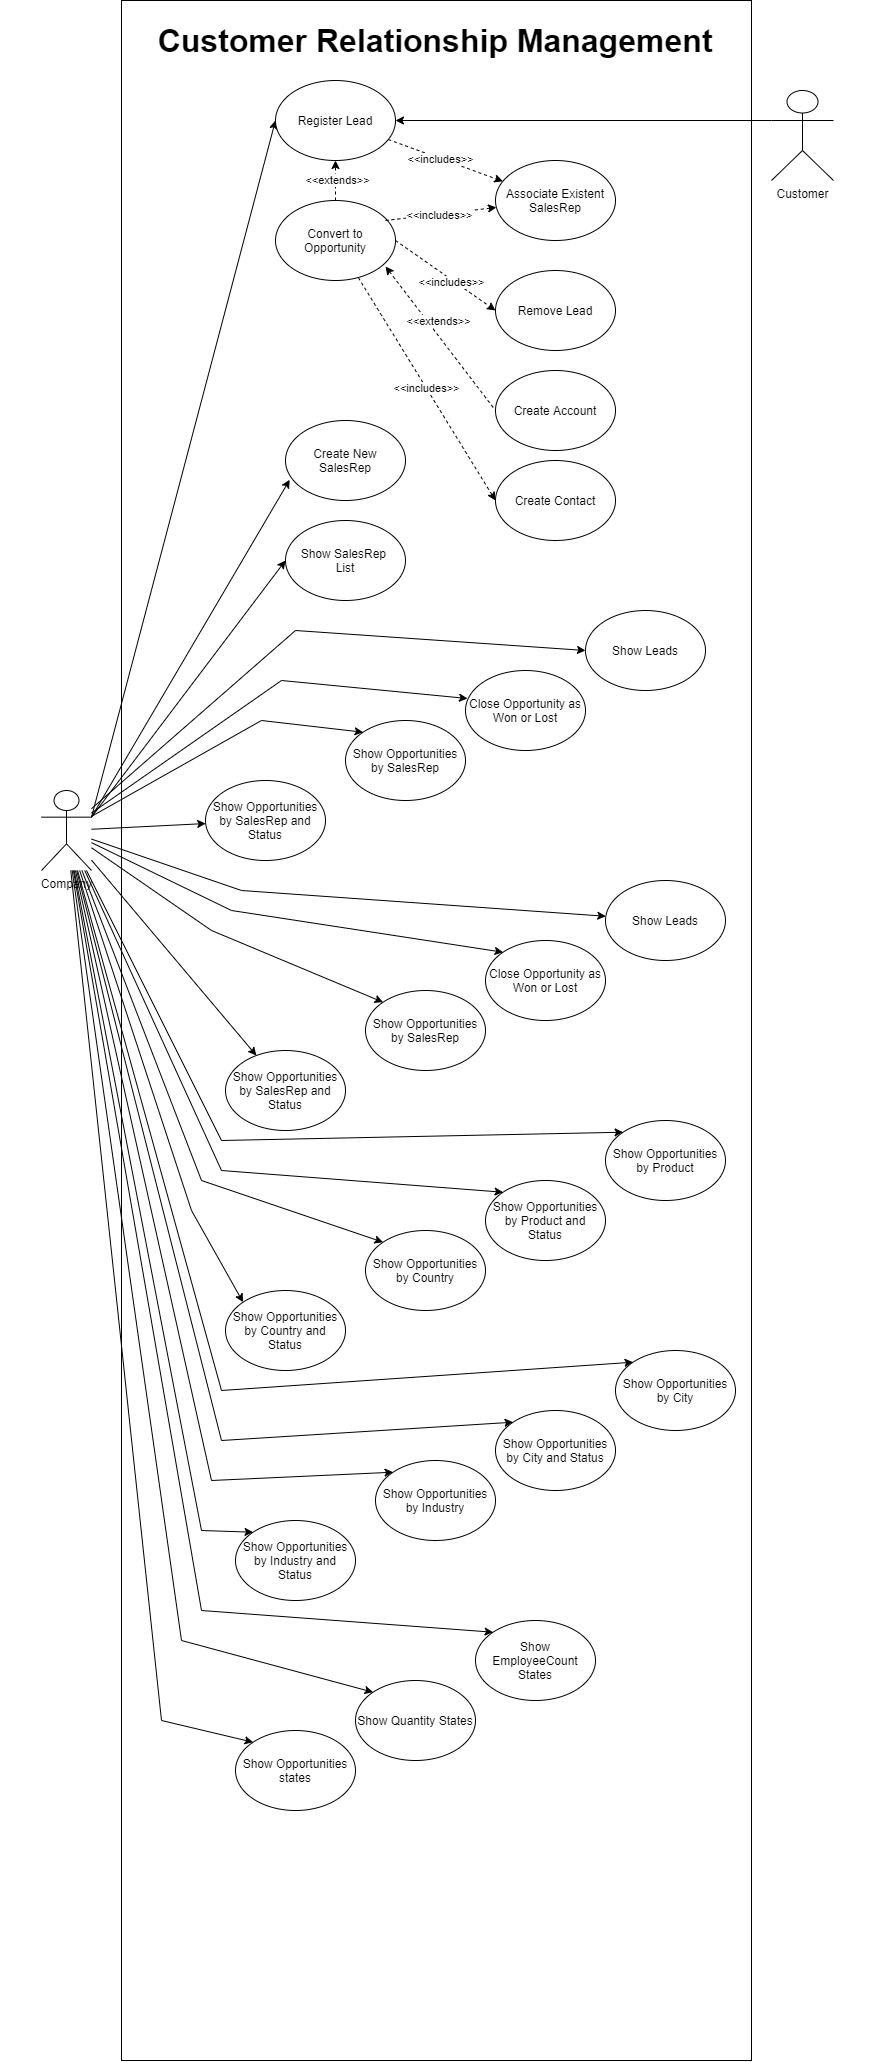 Customer Relationship Management
Register Lead
<<includes>>
<<extends>>
Associate Existent
SalesRep
Customer
<<includes>>
Convert to
Opportunity
<<includes>>
Remove Lead
<<extends>>
<<includes>>
Create Account
Create New
SalesRep
Create Contact
Show SalesRep
List
Show Leads
Close Opportunity as
Won or Lost
Show Opportunities
by SalesRep
Show Opportunities
by SalesRep and
Status
Company
Show Leads
Close Opportunity as
Won or Lost
Show Opportunities
by SalesRep
Show Opportunities
by SalesRep and
Status
Show Opportunities
by Product
Show Opportunities
by Product and
Status
Show Opportunities
by Country
Show Opportunities
by Country and
Status
Show Opportunities
by City
Show Opportunities
by City and Status
Show Opportunities
by Industry
Show Opportunities
by Industry and
Status
Show
EmployeeCount
States
Show Quantity States
Show Opportunities
states